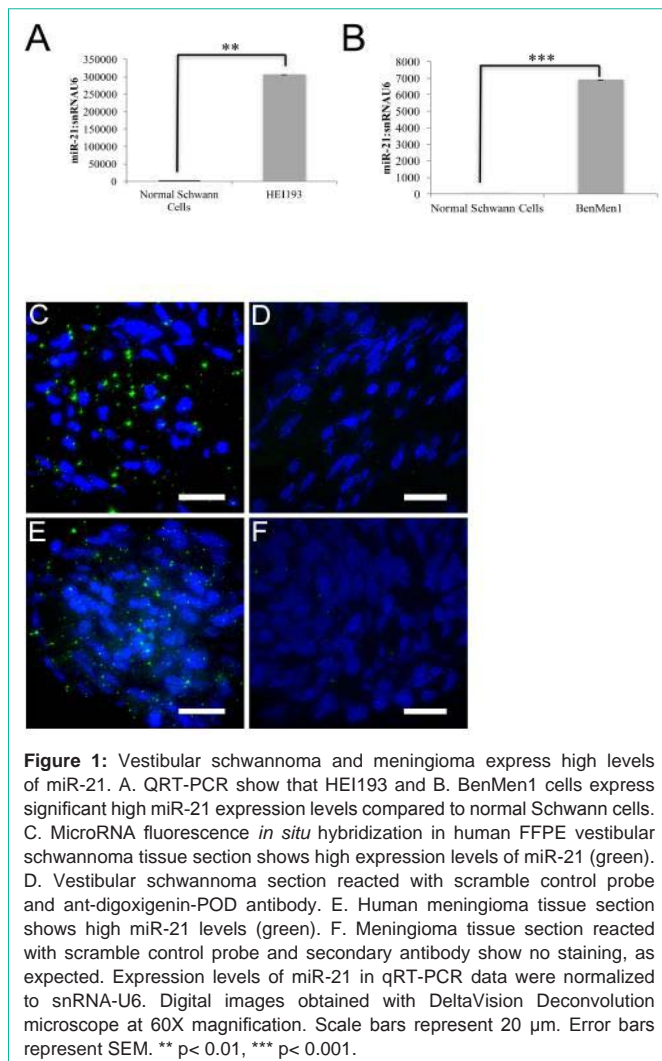 A
B
**
***
miR-21:snRNAU6
350000
300000
250000
200000
150000
100000
50000
0
Normal Schwann
Cells
HEI193
miR-21:snRNAU6
8000
7000
6000
5000
4000
3000
2000
1000
0
Normal Schwann Cells
BenMen1
C
D
E
F
Figure 1: Vestibular schwannoma and meningioma express high levels
of miR-21. A. QRT-PCR show that HEI193 and B. BenMen1 cells express
significant high miR-21 expression levels compared to normal Schwann cells.
C. MicroRNA fluorescence in situ hybridization in human FFPE vestibular
schwannoma tissue section shows high expression levels of miR-21 (green).
D. Vestibular schwannoma section reacted with scramble control probe
and ant-digoxigenin-POD antibody. E. Human meningioma tissue section
shows high miR-21 levels (green). F. Meningioma tissue section reacted
with scramble control probe and secondary antibody show no staining, as
expected. Expression levels of miR-21 in qRT-PCR data were normalized
to snRNA-U6. Digital images obtained with DeltaVision Deconvolution
microscope at 60X magnification. Scale bars represent 20 μm. Error bars
represent SEM. ** p< 0.01, *** p< 0.001.